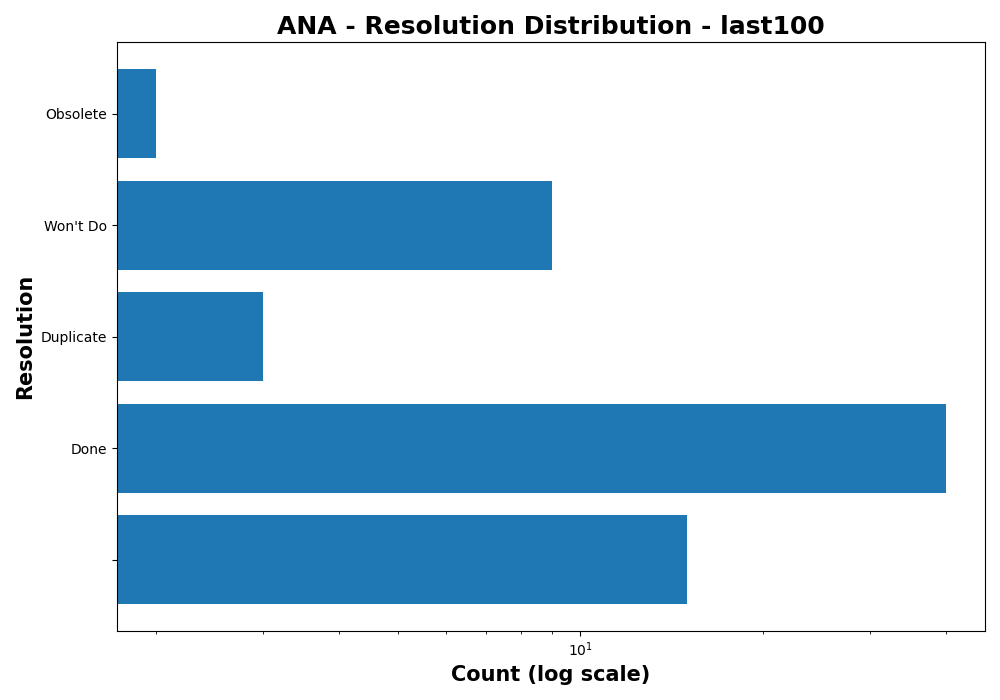 ANA - Resolution Distribution - last100
Obsolete
Won't Do
Duplicate
Done
Resolution
10¹
Count (log scale)